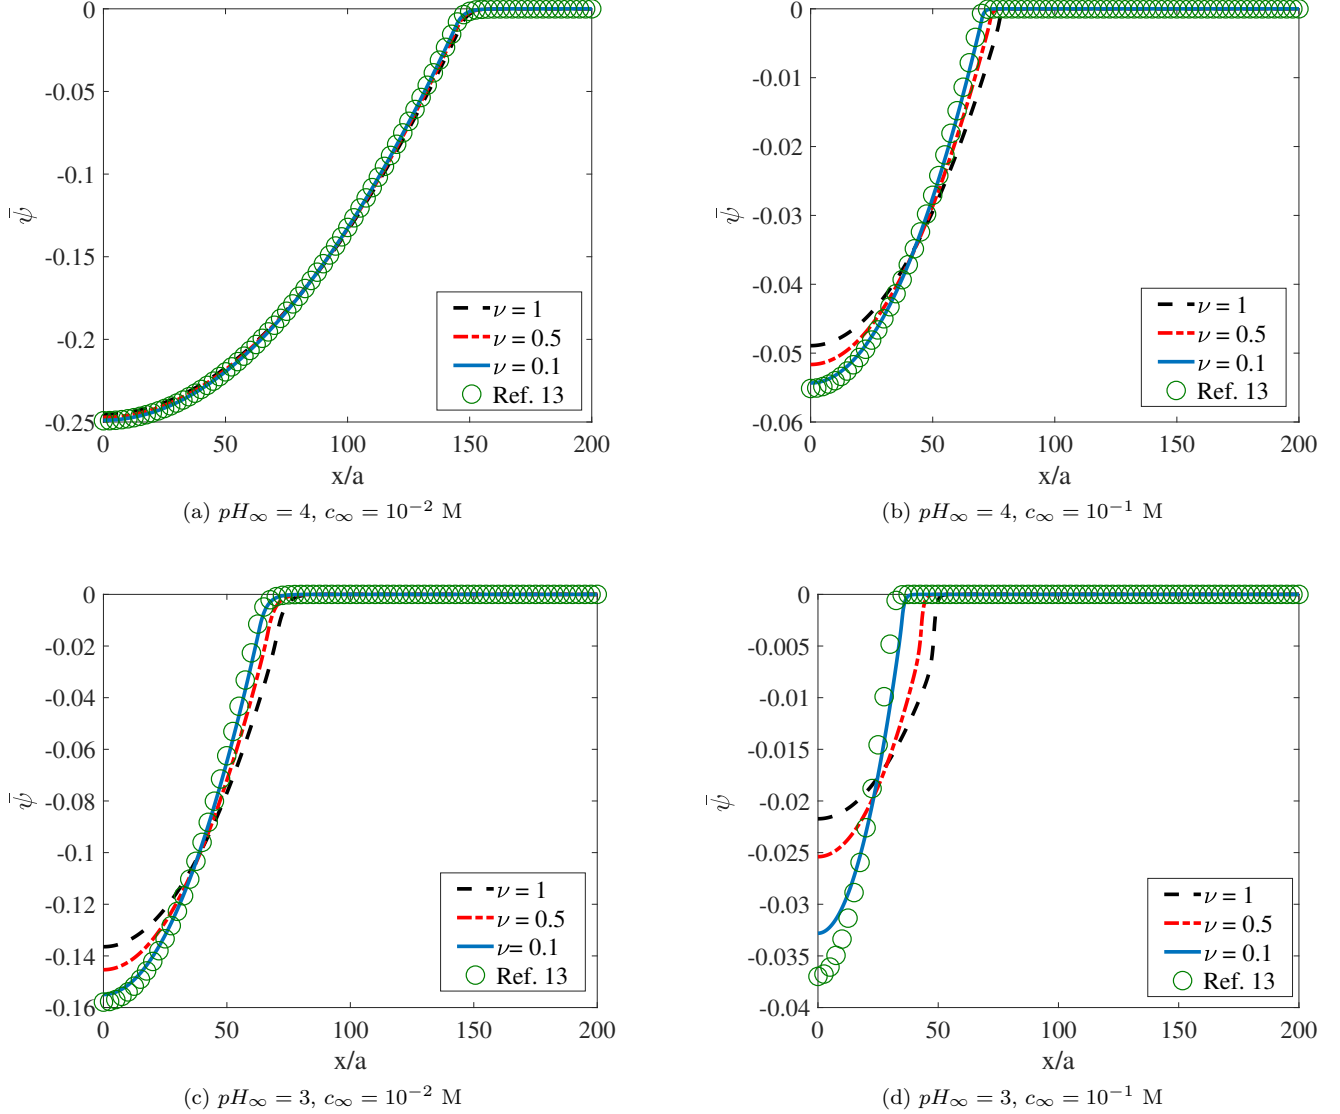 0
-0.05
-0.1
-0.15
-0.2
-0.25
ψ̄
0 50 100 150 200
x/a
ν = 1
ν = 0.5
ν = 0.1
Ref. 13
(a) pH∞ = 4, c∞ = 10⁻² M
0
-0.01
-0.02
-0.03
-0.04
-0.05
-0.06
ψ̄
0 50 100 150 200
x/a
ν = 1
ν = 0.5
ν = 0.1
Ref. 13
(b) pH∞ = 4, c∞ = 10⁻¹ M
0
-0.02
-0.04
-0.06
-0.08
-0.1
-0.12
-0.14
-0.16
ψ̄
0 50 100 150 200
x/a
ν = 1
ν = 0.5
ν= 0.1
Ref. 13
(c) pH∞ = 3, c∞ = 10⁻² M
0
-0.005
-0.01
-0.015
-0.02
-0.025
-0.03
-0.035
-0.04
ψ̄
0 50 100 150 200
x/a
ν = 1
ν = 0.5
ν = 0.1
Ref. 13
(d) pH∞ = 3, c∞ = 10⁻¹ M